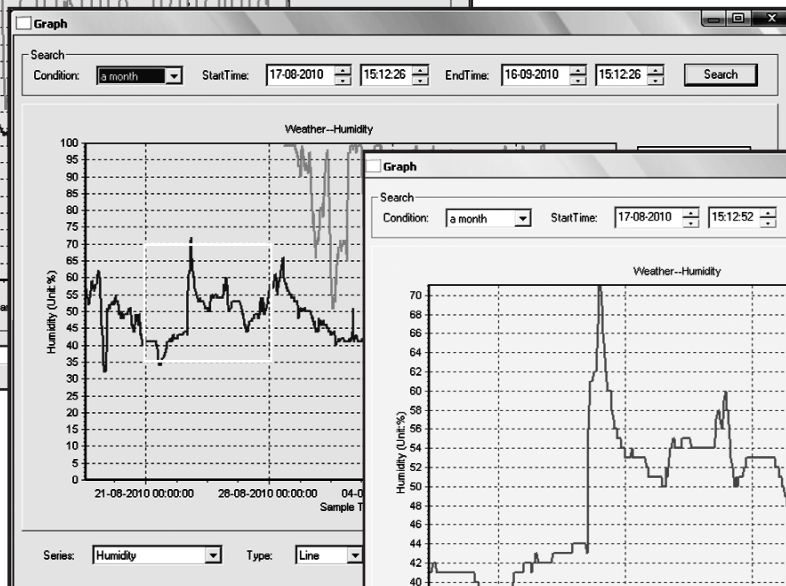 Graph
Search
Condition: a month StartTime: 17-08-2010 15:12:26 EndTime: 16-09-2010 15:12:26 Search
Weather--Humidity
100
95
90
85
80
75
70
65
60
55
50
45
40
35
30
25
20
15
10
5
0
Humidity (Unit:%)
21-08-2010 00:00:00 28-08-2010 00:00:00 04-0
Sample T
Series: Humidity Type: Line
Graph
Search
Condition: a month StartTime: 17-08-2010 15:12:52
Weather--Humidity
70
68
66
64
62
60
58
56
54
52
50
48
46
44
42
40
Humidity (Unit:%)